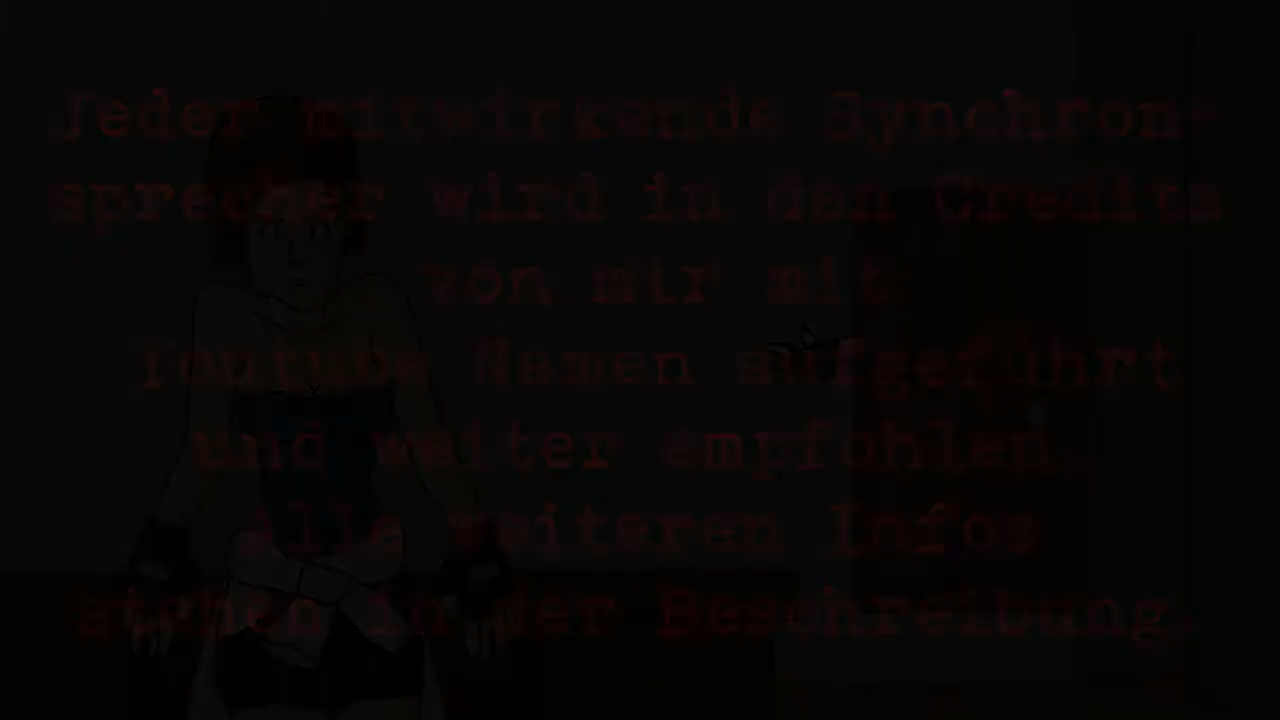 Jeder mitwirkende Synchron-
sprecher wird in den Credits
von mir mit
Youtube Namen aufgeführt
und weiter empfohlen.
Alle weiteren Infos
stehen in der Beschreibung.